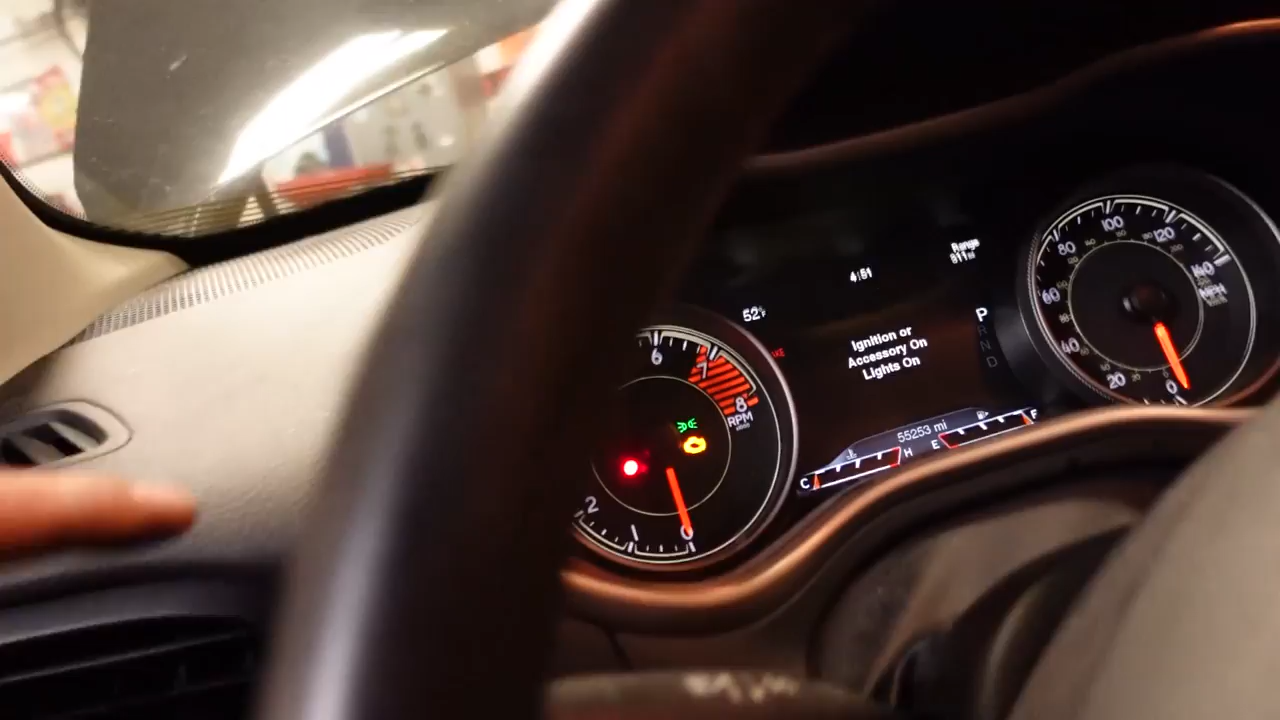 4:51
Range
911 mi
52°F
P
R
N
D
Ignition or
Accessory On
Lights On
55253 mi
C
H
E
F
0
1
2
6
7
8
RPM
0
20
40
60
80
100
120
140
MPH